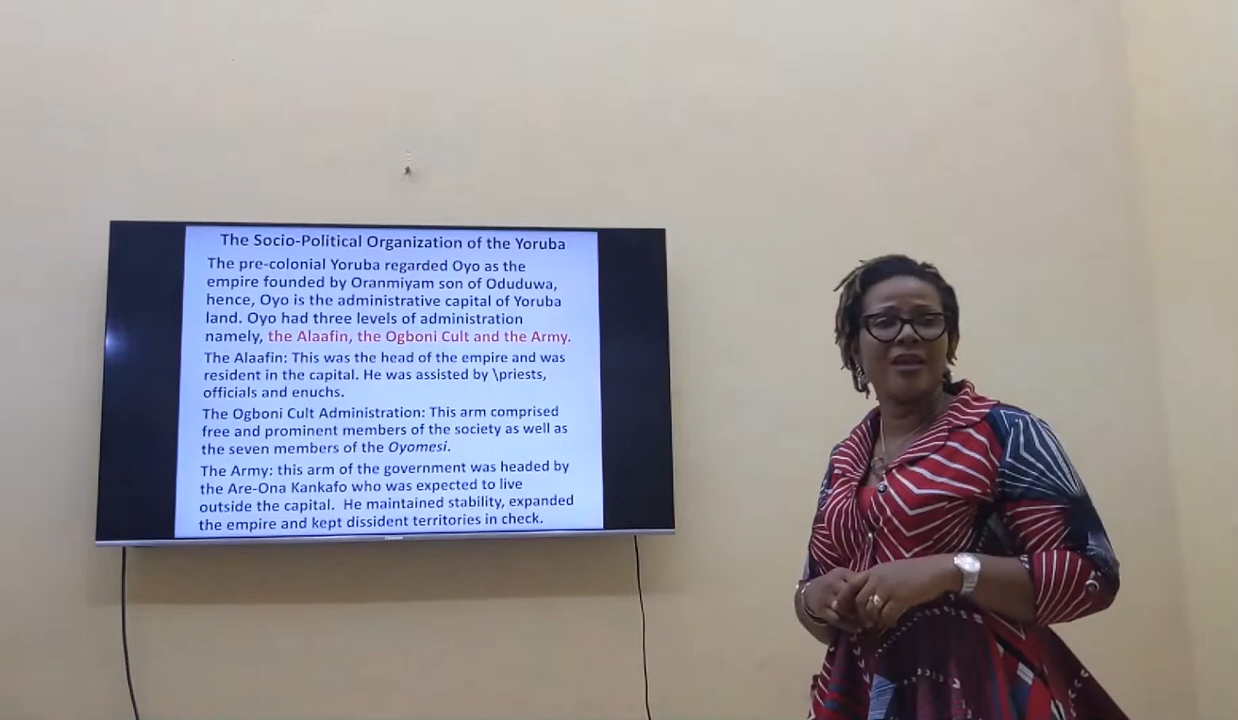 The Socio-Political Organization of the Yoruba
The pre-colonial Yoruba regarded Oyo as the
empire founded by Oranmiyam son of Oduduwa,
hence, Oyo is the administrative capital of Yoruba
land. Oyo had three levels of administration
namely, the Alaafin, the Ogboni Cult and the Army.
The Alaafin: This was the head of the empire and was
resident in the capital. He was assisted by \priests,
officials and enuchs.
The Ogboni Cult Administration: This arm comprised
free and prominent members of the society as well as
the seven members of the Oyomesi.
The Army: this arm of the government was headed by
the Are-Ona Kankafo who was expected to live
outside the capital.  He maintained stability, expanded
the empire and kept dissident territories in check.